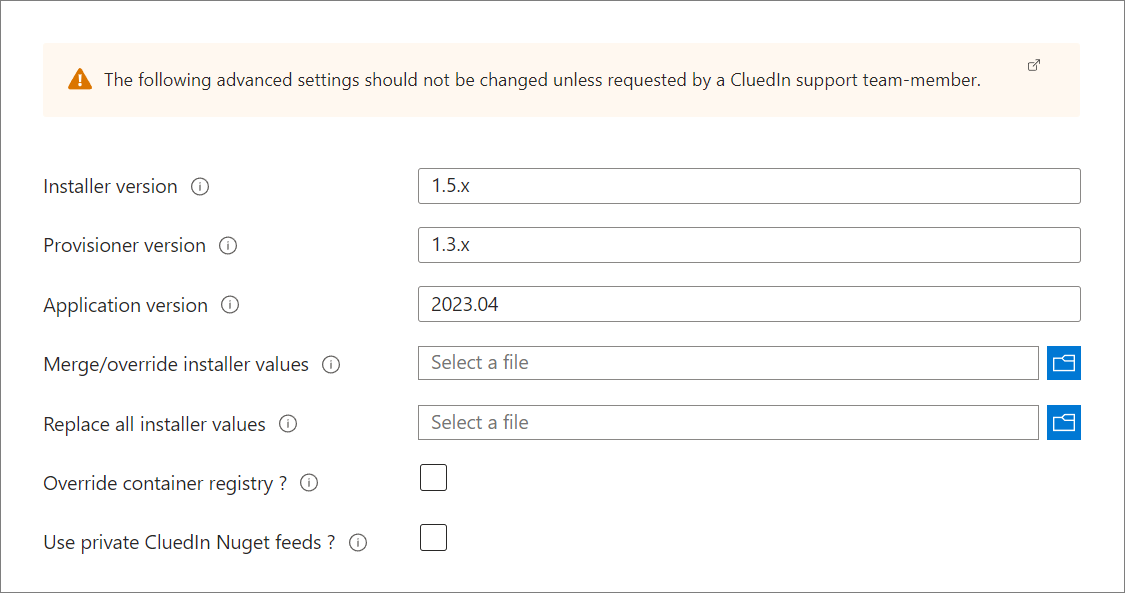 The following advanced settings should not be changed unless requested by a CluedIn support team-member.
Installer version
1.5.x
Provisioner version
1.3.x
Application version
2023.04
Merge/override installer values
Select a file
Replace all installer values
Select a file
Override container registry ?
Use private CluedIn Nuget feeds ?